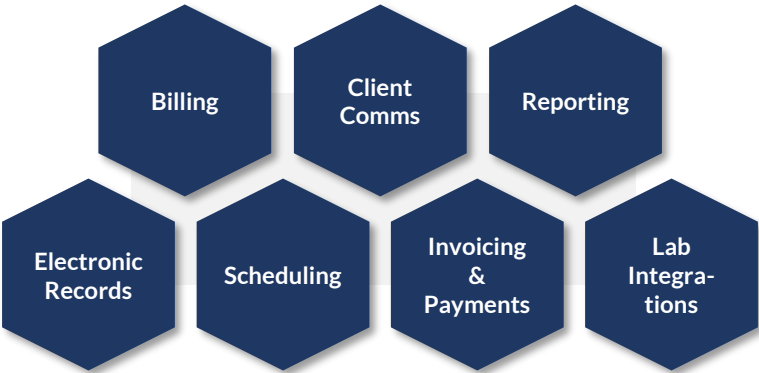 Billing
Client
Comms
Reporting
Electronic
Records
Scheduling
Invoicing
&
Payments
Lab
Integra-
tions